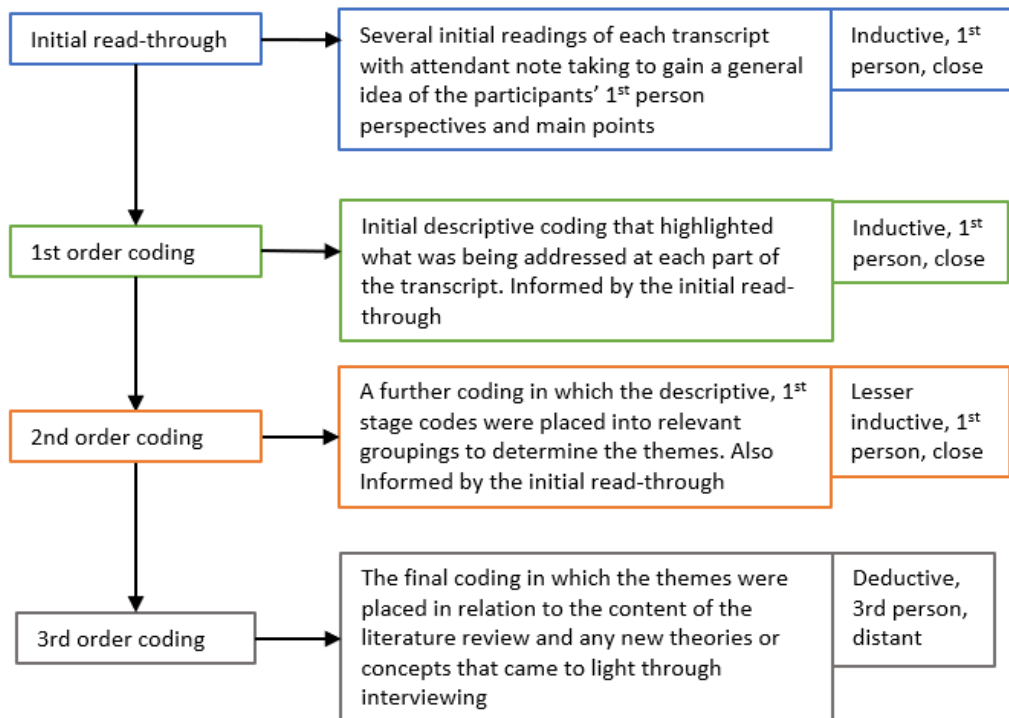 Initial read-through
Several initial readings of each transcript
with attendant note taking to gain a general
idea of the participants’ 1st person
perspectives and main points
Inductive, 1st
person, close
1st order coding
Initial descriptive coding that highlighted
what was being addressed at each part of
the transcript. Informed by the initial read-
through
Inductive, 1st
person, close
2nd order coding
A further coding in which the descriptive, 1st
stage codes were placed into relevant
groupings to determine the themes. Also
Informed by the initial read-through
Lesser
inductive, 1st
person, close
3rd order coding
The final coding in which the themes were
placed in relation to the content of the
literature review and any new theories or
concepts that came to light through
interviewing
Deductive,
3rd person,
distant